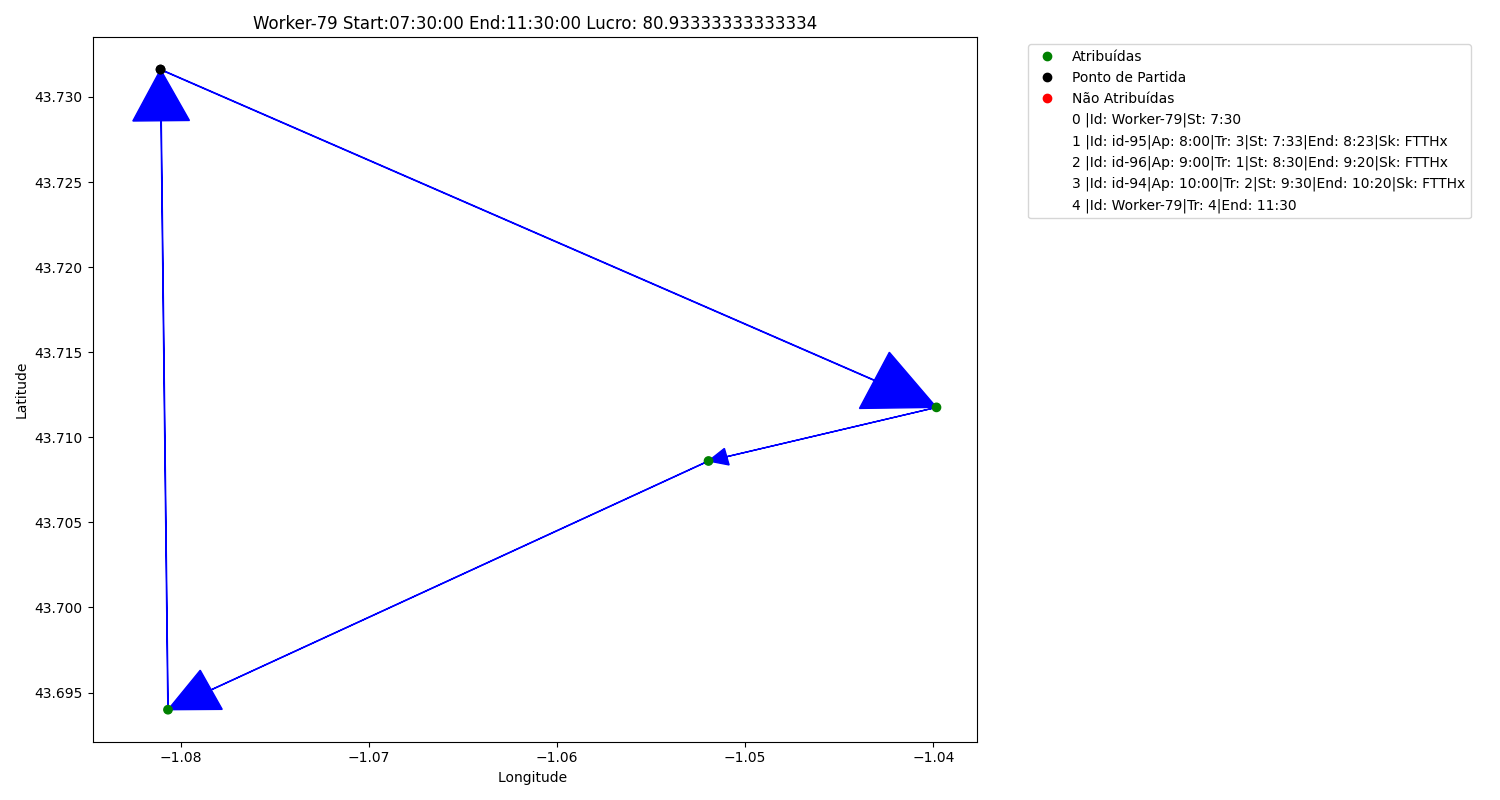 Worker-79 Start:07:30:00 End:11:30:00 Lucro: 80.93333333333334
Atribuídas
Ponto de Partida
Não Atribuídas
0 |Id: Worker-79|St: 7:30
1 |Id: id-95|Ap: 8:00|Tr: 3|St: 7:33|End: 8:23|Sk: FTTHx
2 |Id: id-96|Ap: 9:00|Tr: 1|St: 8:30|End: 9:20|Sk: FTTHx
3 |Id: id-94|Ap: 10:00|Tr: 2|St: 9:30|End: 10:20|Sk: FTTHx
4 |Id: Worker-79|Tr: 4|End: 11:30
43.730
43.725
43.720
43.715
43.710
43.705
43.700
43.695
Latitude
−1.08
−1.07
−1.06
−1.05
−1.04
Longitude